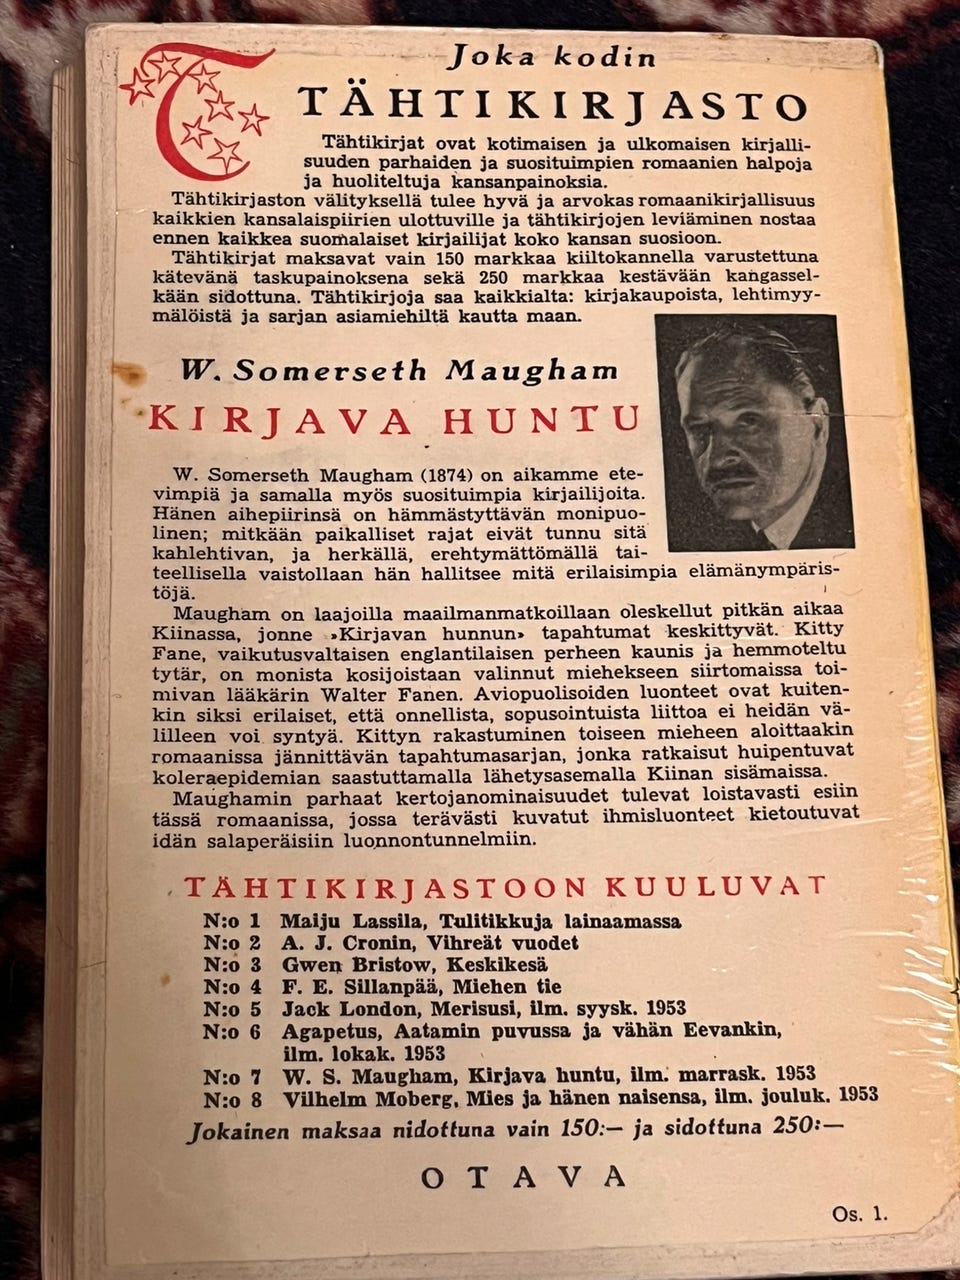 Joka kodin
TÄHTIKIRJASTO
Tähtikirjat ovat kotimaisen ja ulkomaisen kirjalli-
suuden parhaiden ja suosituimpien romaanien halpoja
ja huoliteltuja kansanpainoksia.
Tähtikirjaston välityksellä tulee hyvä ja arvokas romaanikirjallisuus
kaikkien kansalaispiirien ulottuville ja tähtikirjojen leviäminen nostaa
ennen kaikkea suomalaiset kirjailijat koko kansan suosioon.
Tähtikirjat maksavat vain 150 markkaa kiiltokannella varustettuna
kätevänä taskupainoksena sekä 250 markkaa kestävään kangassel-
kään sidottuna. Tähtikirjoja saa kaikkialta: kirjakaupoista, lehtimyy-
mälöistä ja sarjan asiamiehiltä kautta maan.
W. Somerseth Maugham
KIRJAVA HUNTU
W. Somerseth Maugham (1874) on aikamme ete-
vimpiä ja samalla myös suosituimpia kirjailijoita.
Hänen aihepiirinsä on hämmästyttävän monipuo-
linen; mitkään paikalliset rajat eivät tunnu sitä
kahlehtivan, ja herkällä, erehtymättömällä tai-
teellisella vaistollaan hän hallitsee mitä erilaisimpia elämänympäris-
töjä.
Maugham on laajoilla maailmanmatkoillaan oleskellut pitkän aikaa
Kiinassa, jonne »Kirjavan hunnun» tapahtumat keskittyvät. Kitty
Fane, vaikutusvaltaisen englantilaisen perheen kaunis ja hemmoteltu
tytär, on monista kosijoistaan valinnut miehekseen siirtomaissa toi-
mivan lääkärin Walter Fanen. Aviopuolisoiden luonteet ovat kuiten-
kin siksi erilaiset, että onnellista, sopusointuista liittoa ei heidän vä-
lilleen voi syntyä. Kittyn rakastuminen toiseen mieheen aloittaakin
romaanissa jännittävän tapahtumasarjan, jonka ratkaisut huipentuvat
koleraepidemian saastuttamalla lähetysasemalla Kiinan sisämaissa.
Maughamin parhaat kertojanominaisuudet tulevat loistavasti esiin
tässä romaanissa, jossa terävästi kuvatut ihmisluonteet kietoutuvat
idän salaperäisiin luonnontunnelmiin.
TÄHTIKIRJASTOON KUULUVAT
N:o 1 Maiju Lassila, Tulitikkuja lainaamassa
N:o 2 A. J. Cronin, Vihreät vuodet
N:o 3 Gwen Bristow, Keskikesä
N:o 4 F. E. Sillanpää, Miehen tie
N:o 5 Jack London, Merisusi, ilm. syysk. 1953
N:o 6 Agapetus, Aatamin puvussa ja vähän Eevankin,
ilm. lokak. 1953
N:o 7 W. S. Maugham, Kirjava huntu, ilm. marrask. 1953
N:o 8 Vilhelm Moberg, Mies ja hänen naisensa, ilm. jouluk. 1953
Jokainen maksaa nidottuna vain 150:— ja sidottuna 250:—
OTAVA
Os. 1.